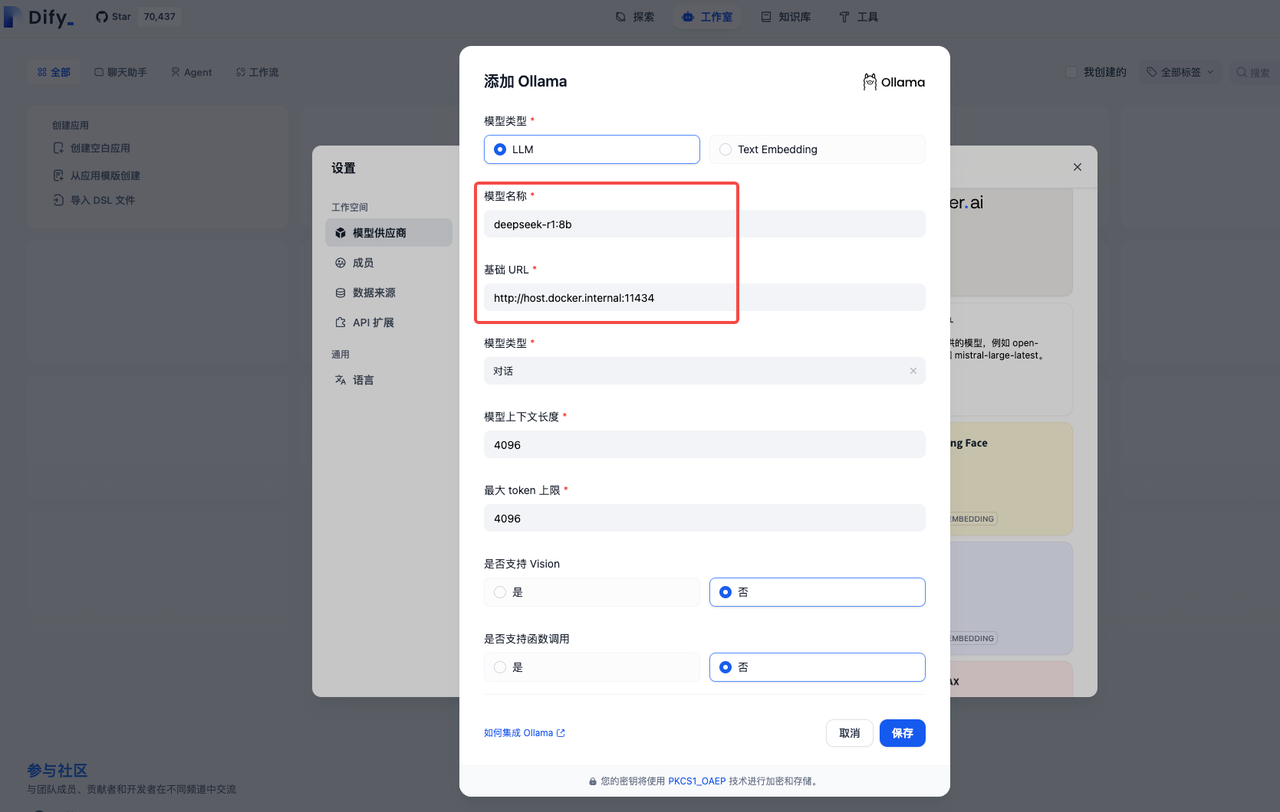 Dify_
Star 70,437
探索
工作室
知识库
工具
全部
聊天助手
Agent
工作流
我创建的
全部标签
搜索
创建应用
创建空白应用
从应用模版创建
导入 DSL 文件
设置
工作空间
模型供应商
成员
数据来源
API 扩展
通用
语言
添加 Ollama
Ollama
模型类型 *
LLM
Text Embedding
模型名称 *
deepseek-r1:8b
基础 URL *
http://host.docker.internal:11434
模型类型 *
对话
模型上下文长度 *
4096
最大 token 上限 *
4096
是否支持 Vision
是
否
是否支持函数调用
是
否
如何集成 Ollama
取消
保存
您的密钥将使用 PKCS1_OAEP 技术进行加密和存储。
er.ai
的模型，例如 open-
mistral-large-latest。
ng Face
MBEDDING
EMBEDDING
AX
参与社区
与团队成员、贡献者和开发者在不同频道中交流